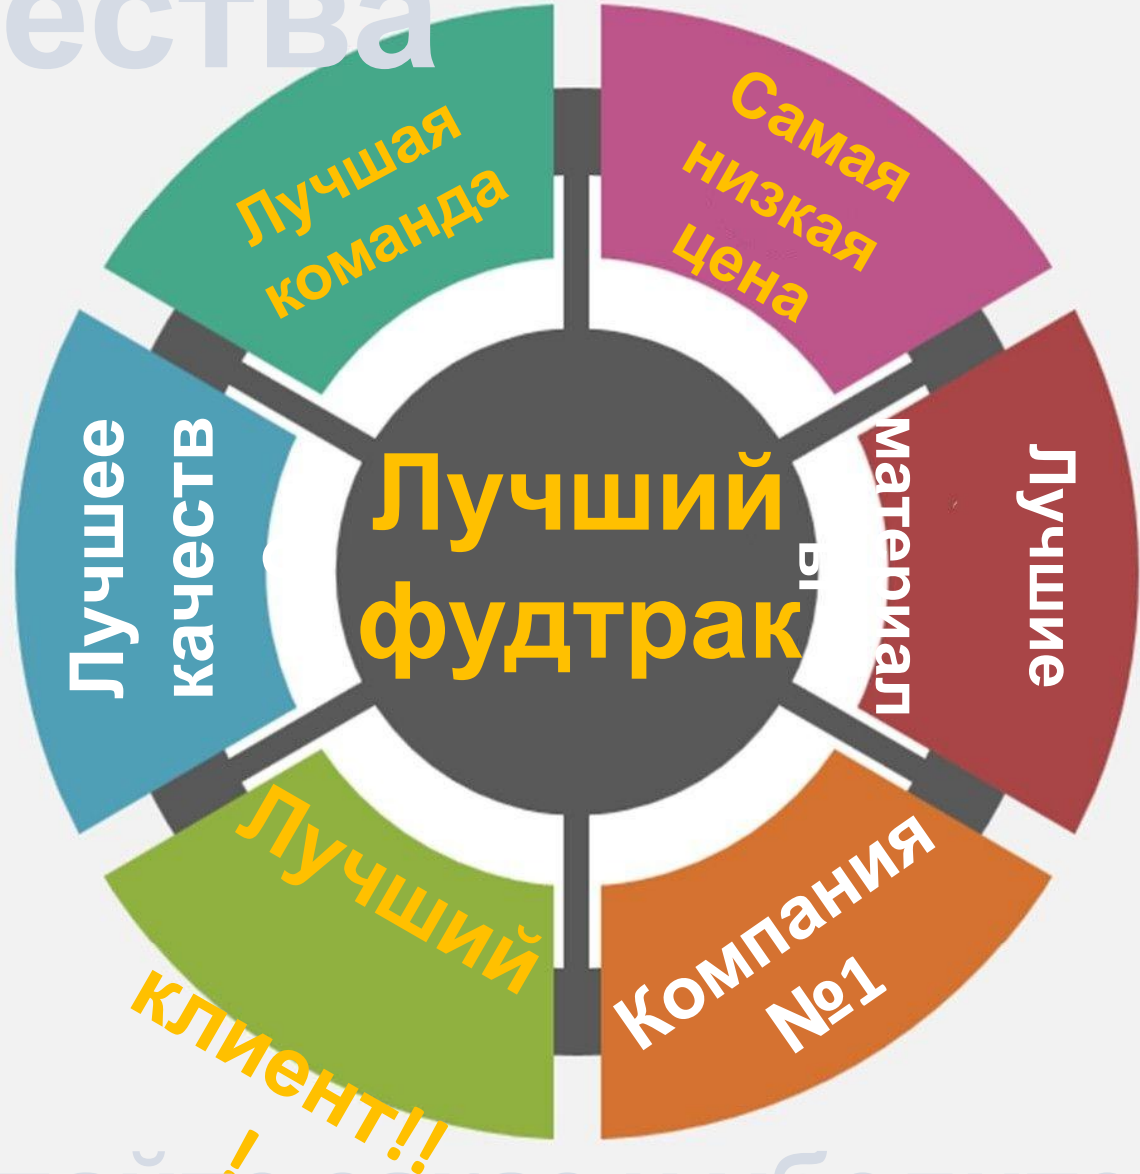 ества
Лучшая
команда
Самая
низкая
цена
Лучшее
качеств
о
Лучший
фудтрак
Лучшие
материал
ы
Лучший
клиент!!
!
Компания
№1